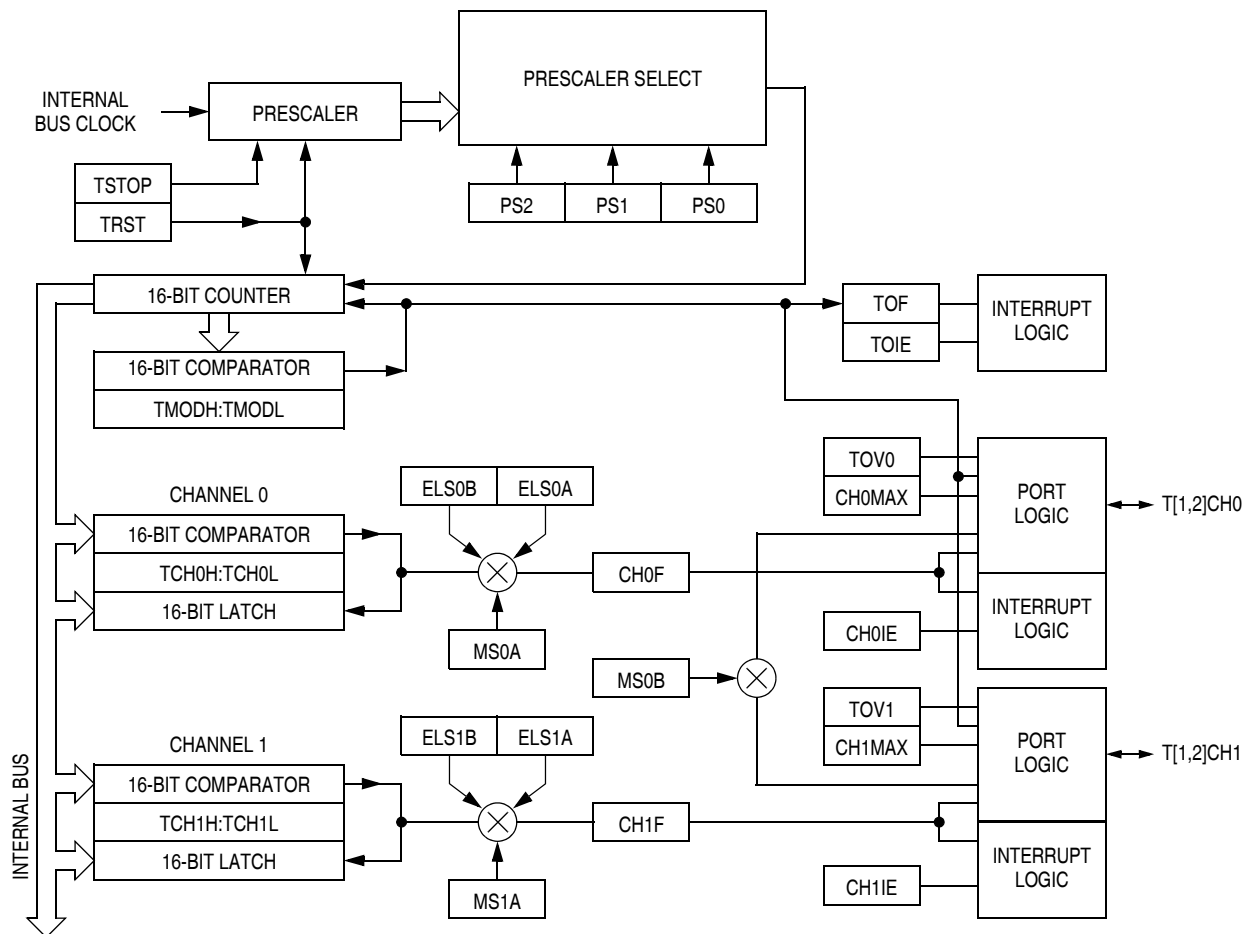 PRESCALER SELECT
INTERNAL
BUS CLOCK
PRESCALER
TSTOP
TRST
PS2
PS1
PS0
16-BIT COUNTER
TOF
TOIE
INTERRUPT
LOGIC
16-BIT COMPARATOR
TMODH:TMODL
CHANNEL 0
ELS0B
ELS0A
TOV0
CH0MAX
PORT
LOGIC
T[1,2]CH0
16-BIT COMPARATOR
TCH0H:TCH0L
16-BIT LATCH
CH0F
MS0A
CH0IE
INTERRUPT
LOGIC
MS0B
CHANNEL 1
ELS1B
ELS1A
TOV1
CH1MAX
PORT
LOGIC
T[1,2]CH1
16-BIT COMPARATOR
TCH1H:TCH1L
16-BIT LATCH
CH1F
MS1A
CH1IE
INTERRUPT
LOGIC
INTERNAL BUS